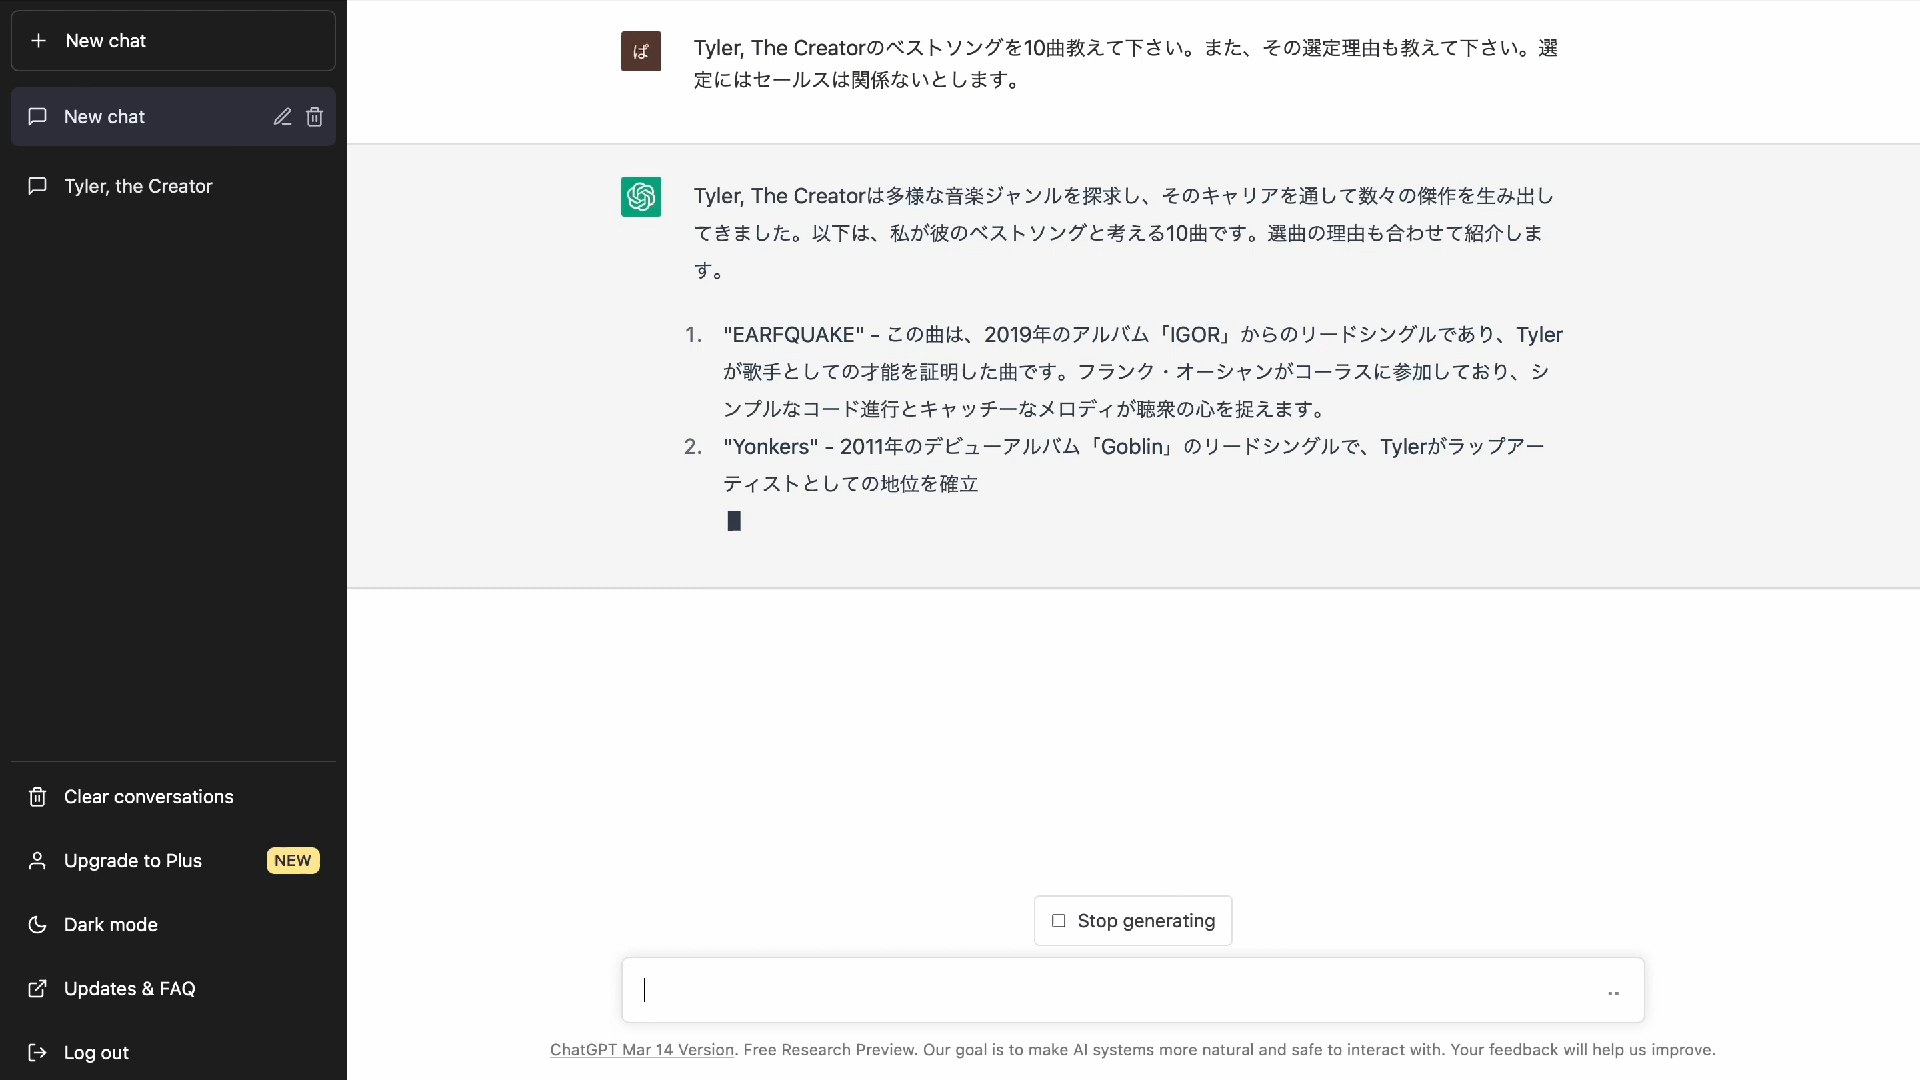 New chat
New chat
Tyler, the Creator
Clear conversations
Upgrade to Plus
NEW
Dark mode
Updates & FAQ
Log out
ぱ
Tyler, The Creatorのベストソングを10曲教えて下さい。また、その選定理由も教えて下さい。選
定にはセールスは関係ないとします。
Tyler, The Creatorは多様な音楽ジャンルを探求し、そのキャリアを通して数々の傑作を生み出し
てきました。以下は、私が彼のベストソングと考える10曲です。選曲の理由も合わせて紹介しま
す。
1. "EARFQUAKE" - この曲は、2019年のアルバム「IGOR」からのリードシングルであり、Tyler
が歌手としての才能を証明した曲です。フランク・オーシャンがコーラスに参加しており、シ
ンプルなコード進行とキャッチーなメロディが聴衆の心を捉えます。
2. "Yonkers" - 2011年のデビューアルバム「Goblin」のリードシングルで、Tylerがラップアー
ティストとしての地位を確立
Stop generating
ChatGPT Mar 14 Version. Free Research Preview. Our goal is to make AI systems more natural and safe to interact with. Your feedback will help us improve.